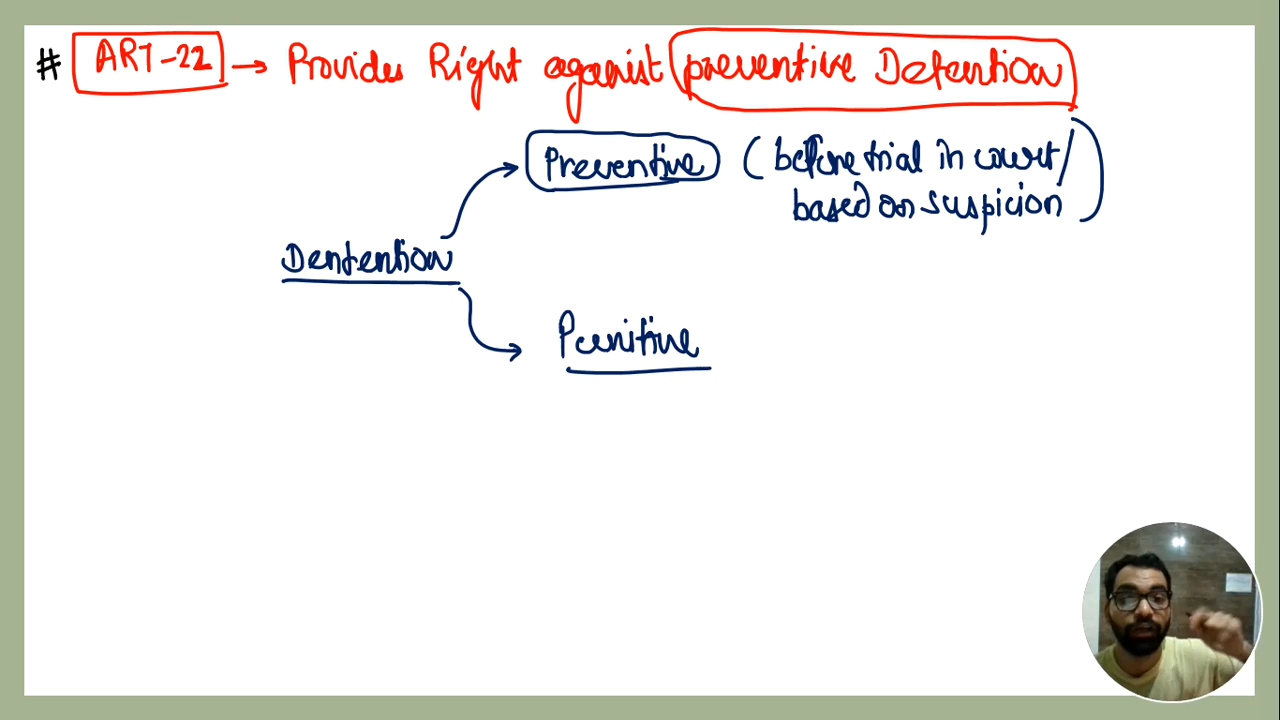 # ART-22 → Provides Right against preventive Detention
Preventive (before trial in court/
based on suspicion)
Dentention
Punitive